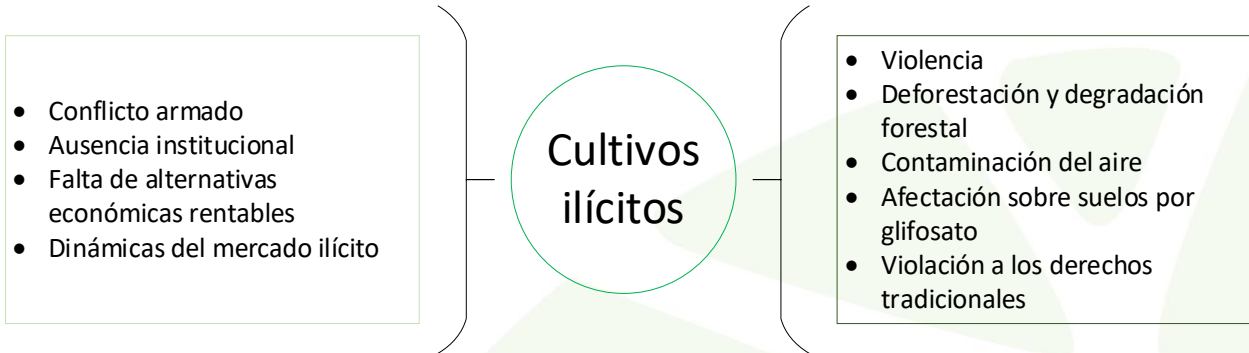 • Conflicto armado
• Ausencia institucional
• Falta de alternativas
económicas rentables
• Dinámicas del mercado ilícito
Cultivos
ilícitos
• Violencia
• Deforestación y degradación
forestal
• Contaminación del aire
• Afectación sobre suelos por
glifosato
• Violación a los derechos
tradicionales